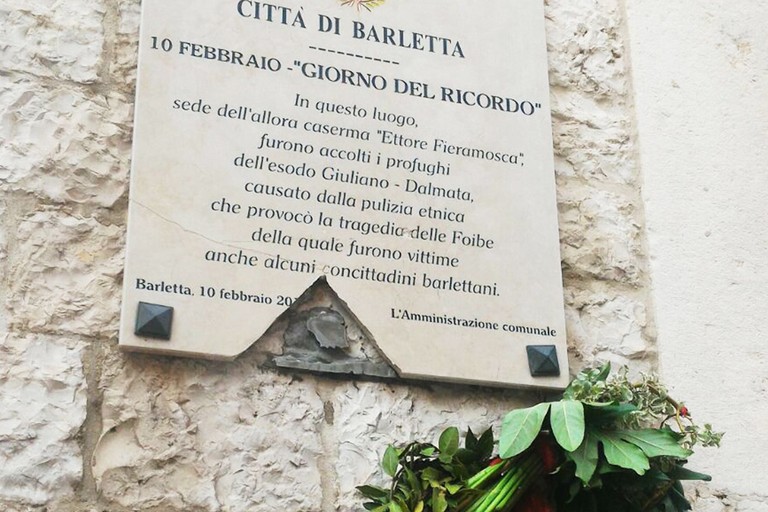 CITTÀ DI BARLETTA
----------
10 FEBBRAIO -"GIORNO DEL RICORDO"
In questo luogo,
sede dell'allora caserma "Ettore Fieramosca",
furono accolti i profughi
dell'esodo Giuliano - Dalmata,
causato dalla pulizia etnica
che provocò la tragedia delle Foibe
della quale furono vittime
anche alcuni concittadini barlettani.
Barletta, 10 febbraio
L'Amministrazione comunale